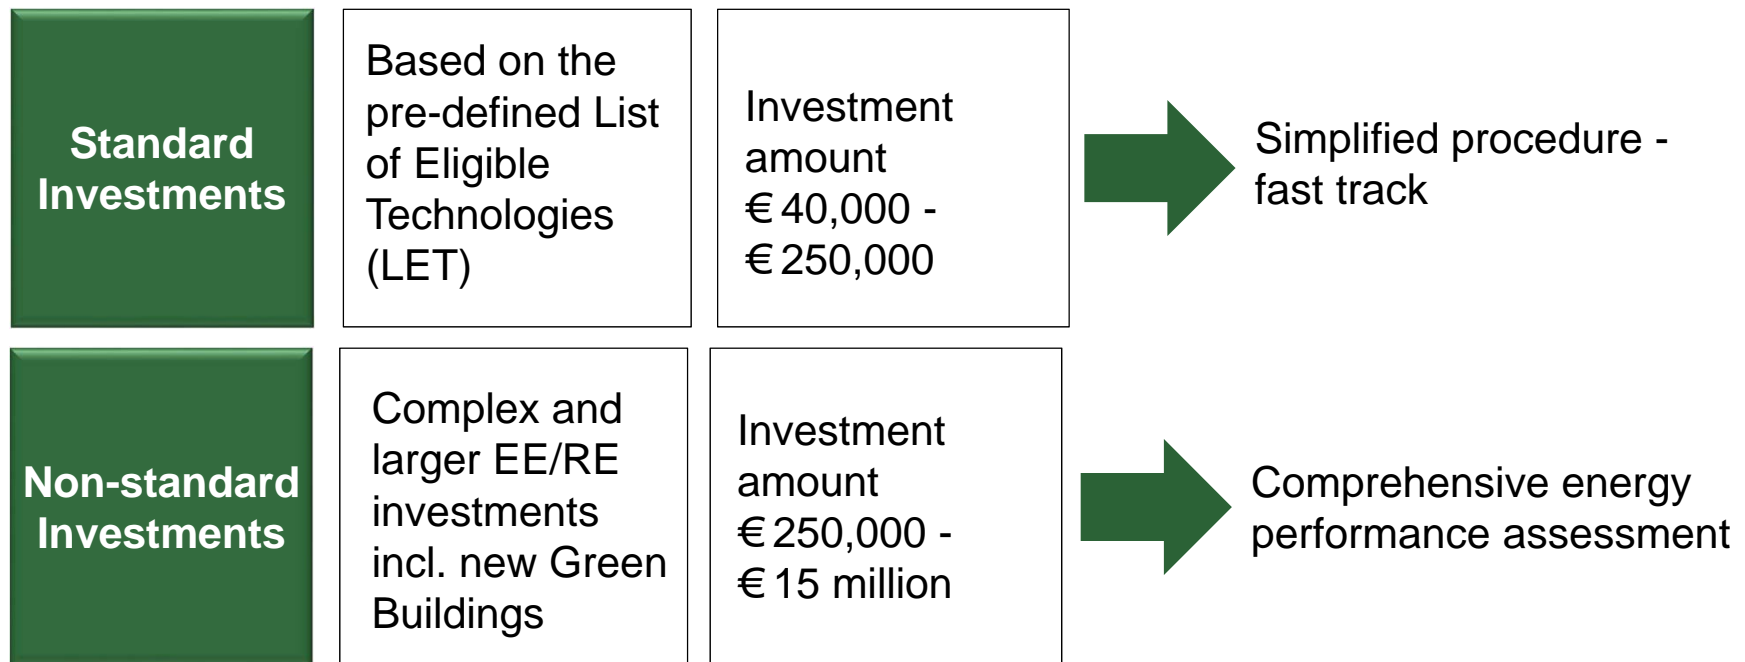 Standard
Investments
Based on the
pre-defined List
of Eligible
Technologies
(LET)
Investment
amount
€ 40,000 -
€ 250,000
Simplified procedure -
fast track
Non-standard
Investments
Complex and
larger EE/RE
investments
incl. new Green
Buildings
Investment
amount
€ 250,000 -
€ 15 million
Comprehensive energy
performance assessment